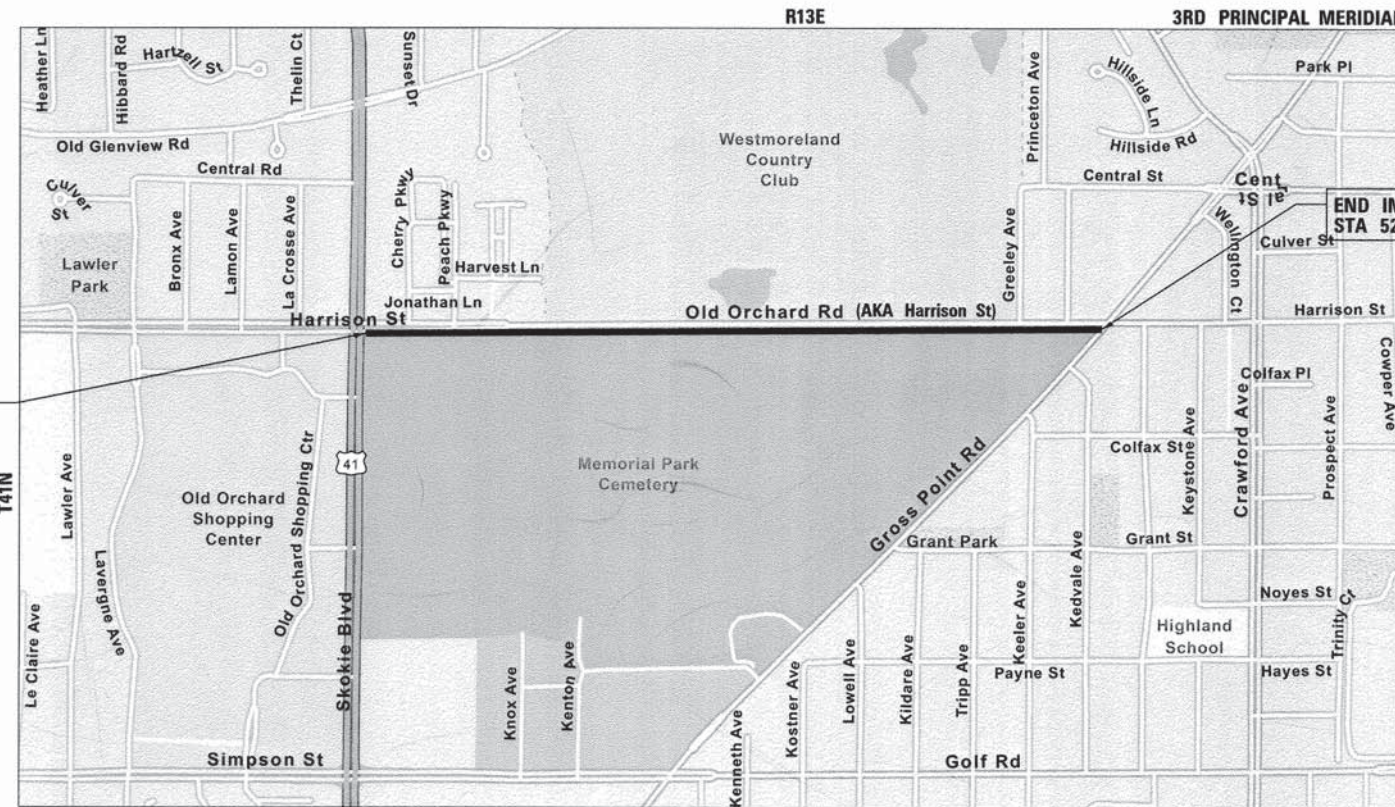 R13E
3RD PRINCIPAL MERIDIAN
Heather Ln
Hibbard Rd
Hartzell St
Thelin Ct
Sunset Dr
Princeton Ave
Hillside Ln
Park Pl
Old Glenview Rd
Westmoreland
Country
Club
Hillside Rd
Central Rd
Central St
Central St
Culver
St
Cherry Pkwy
Peach Pkwy
Greeley Ave
Wellington Ct
END IM
STA 52
Culver St
Lawler
Park
Bronx Ave
Lamon Ave
La Crosse Ave
Harvest Ln
Jonathan Ln
Harrison St
Old Orchard Rd (AKA Harrison St)
Harrison St
Colfax Pl
Cowper Ave
T41N
Lawler Ave
Lavergne Ave
Old Orchard
Shopping
Center
Old Orchard Shopping Ctr
41
Memorial Park
Cemetery
Gross Point Rd
Colfax St
Keystone Ave
Crawford Ave
Prospect Ave
Grant Park
Grant St
Kedvale Ave
Noyes St
Trinity Ct
Le Claire Ave
Skokie Blvd
Knox Ave
Kenton Ave
Kostner Ave
Lowell Ave
Kildare Ave
Tripp Ave
Keeler Ave
Payne St
Highland
School
Hayes St
Simpson St
Kenneth Ave
Golf Rd